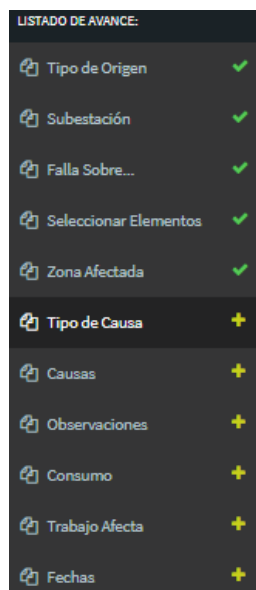 LISTADO DE AVANCE:
Tipo de Origen
Subestación
Falla Sobre...
Seleccionar Elementos
Zona Afectada
Tipo de Causa
Causas
Observaciones
Consumo
Trabajo Afecta
Fechas